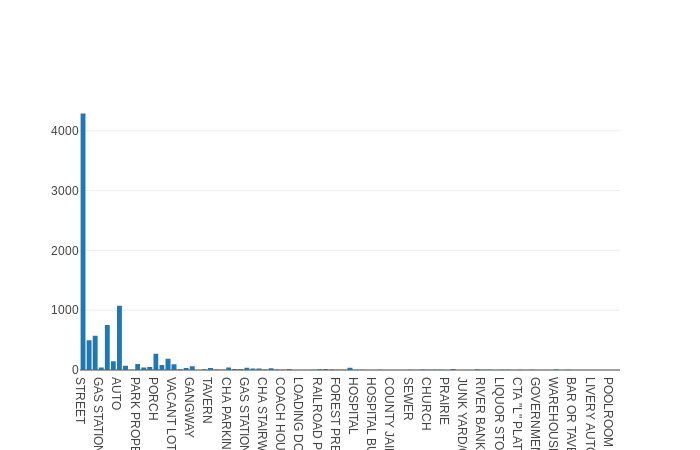 4000
3000
2000
1000
0
STREET
GAS STATION
AUTO
PARK PROPE
PORCH
VACANT LOT
GANGWAY
TAVERN
CHA PARKIN
GAS STATION
CHA STAIRW
COACH HOU
LOADING DO
RAILROAD P
FOREST PRE
HOSPITAL
HOSPITAL BU
COUNTY JAIL
SEWER
CHURCH
PRAIRIE
JUNK YARD/
RIVER BANK
LIQUOR STO
CTA "L" PLAT
GOVERNMEN
WAREHOUS
BAR OR TAVE
LIVERY AUTO
POOLROOM